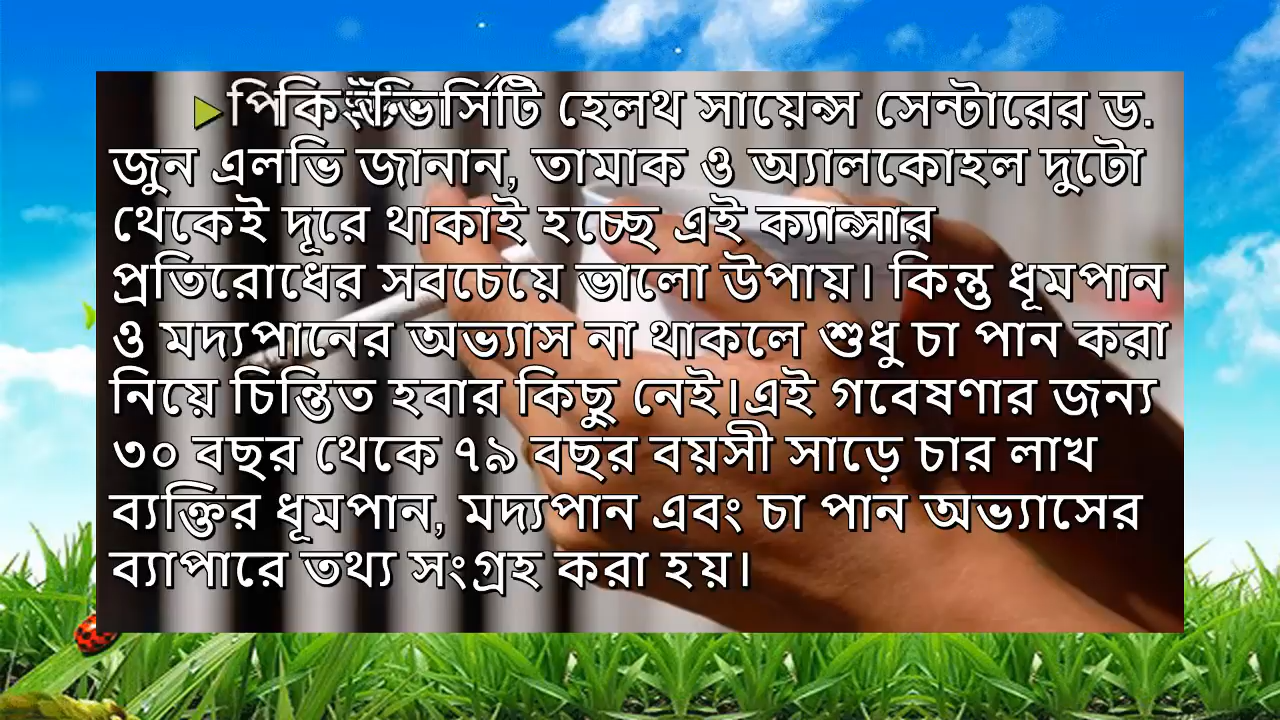 হেলথ সায়েন্স সেন্টারের ড.
জুন এলভি জানান, তামাক ও অ্যালকোহল দুটো
থেকেই দূরে থাকাই হচ্ছে এই ক্যান্সার
প্রতিরোধের সবচেয়ে ভালো উপায়। কিন্তু ধূমপান
ও মদ্যপানের অভ্যাস না থাকলে শুধু চা পান করা
নিয়ে চিন্তিত হবার কিছু নেই।এই গবেষণার জন্য
৩০ বছর থেকে ৭৯ বছর বয়সী সাড়ে চার লাখ
ব্যক্তির ধূমপান, মদ্যপান এবং চা পান অভ্যাসের
ব্যাপারে তথ্য সংগ্রহ করা হয়।